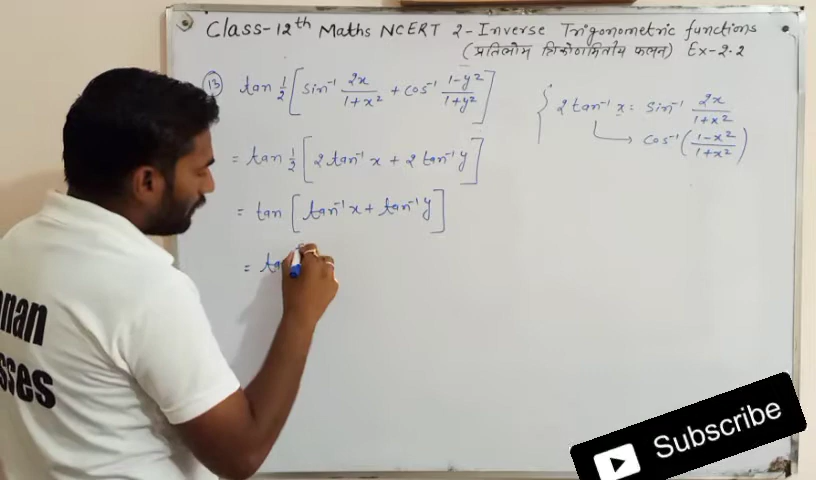 Class-12th Maths NCERT 2-Inverse Trigonometric functions
(प्रतिलोम त्रिकोणमितीय फलन) Ex-2.2
(13) tan 1/2 [sin⁻¹ 2x/1+x² + cos⁻¹ 1-y²/1+y²]
= tan 1/2 [2 tan⁻¹ x + 2 tan⁻¹ y]
= tan [tan⁻¹ x + tan⁻¹ y]
= ta
{ 2 tan⁻¹ x = sin⁻¹ 2x/1+x²
→ cos⁻¹ (1-x²/1+x²)
Subscribe